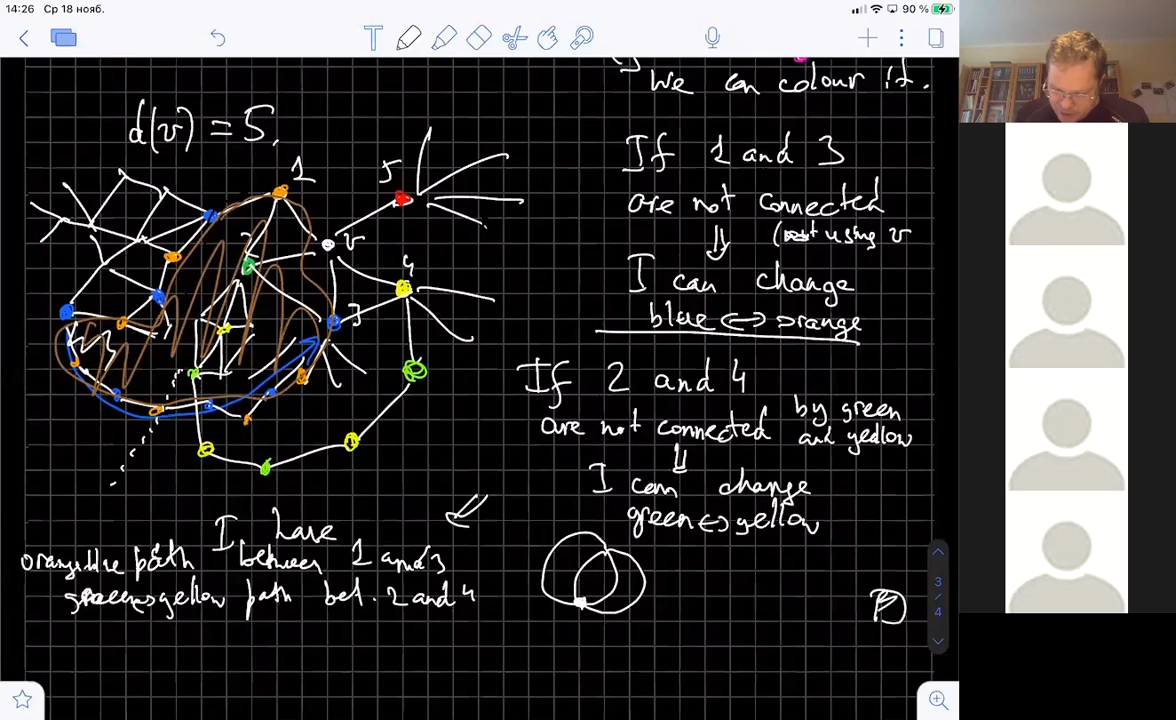 14:26 Ср 18 нояб.
90 %
T
We can colour it.
d(v) = 5.
If 1 and 3
are not connected
using v
I can change
blue <-> orange
1
5
2
v
4
3
If 2 and 4
are not connected by green
and yellow
I can change
green <-> yellow
I have
orange blue path between 1 and 3
green <-> yellow path bet. 2 and 4
3
/
4